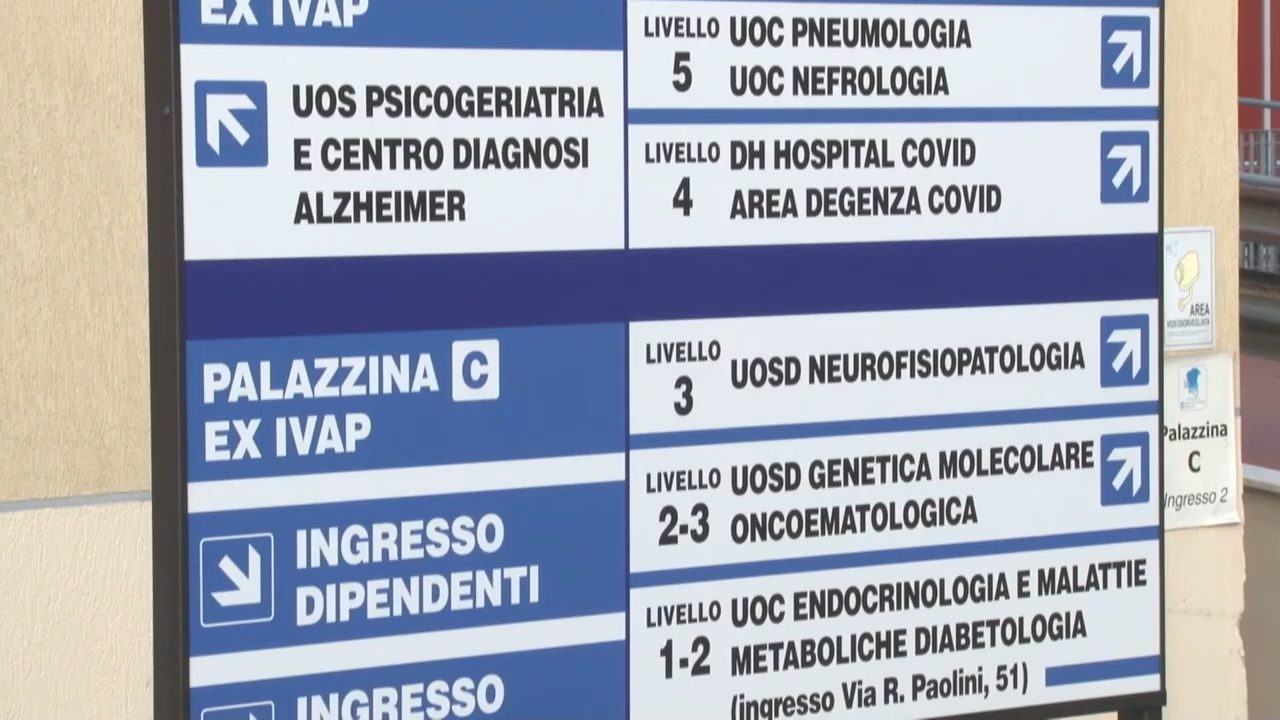 EX IVAP
UOS PSICOGERIATRIA
E CENTRO DIAGNOSI
ALZHEIMER
LIVELLO
5
UOC PNEUMOLOGIA
UOC NEFROLOGIA
LIVELLO
4
DH HOSPITAL COVID
AREA DEGENZA COVID
PALAZZINA C
EX IVAP
INGRESSO
DIPENDENTI
INGRESSO
LIVELLO
3
UOSD NEUROFISIOPATOLOGIA
LIVELLO
2-3
UOSD GENETICA MOLECOLARE
ONCOEMATOLOGICA
LIVELLO
1-2
UOC ENDOCRINOLOGIA E MALATTIE
METABOLICHE DIABETOLOGIA
(ingresso Via R. Paolini, 51)
AREA
VIDEOSORVEGLIATA
Palazzina
C
Ingresso 2